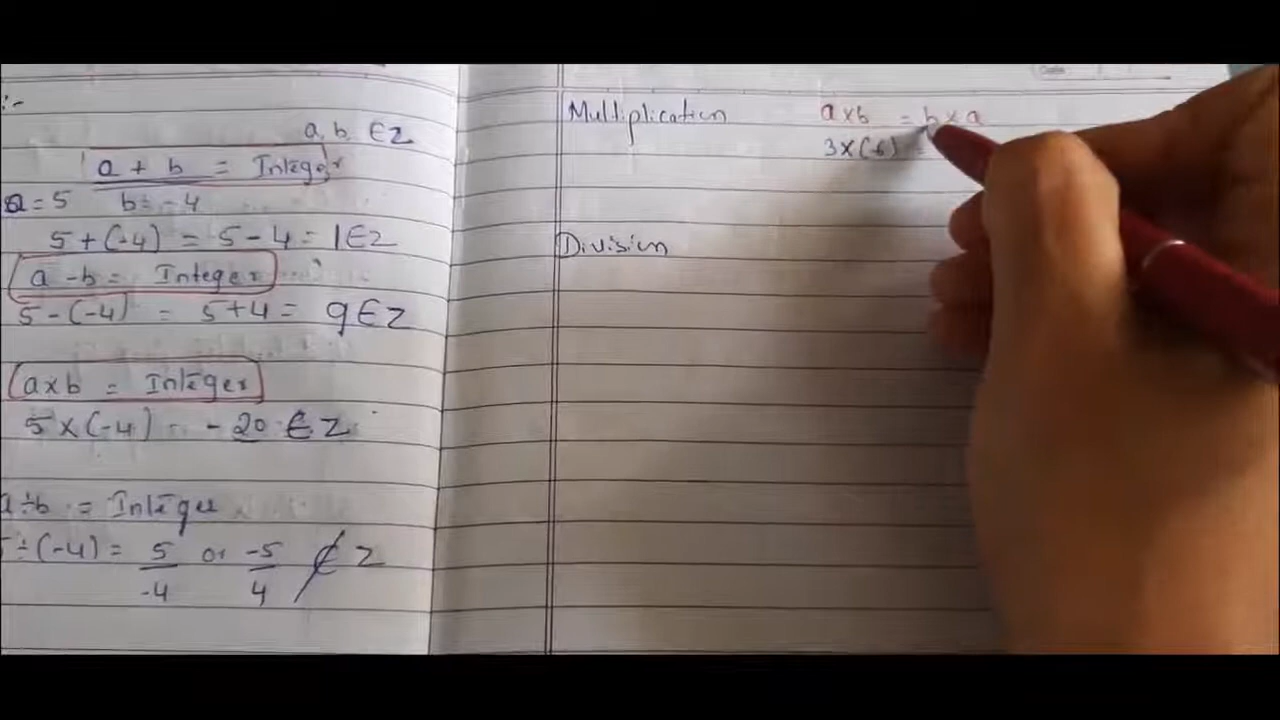 :-
a, b ∈ Z
a + b = Integer
a = 5 b = -4
5 + (-4) = 5 - 4 = 1 ∈ Z
a - b = Integer
5 - (-4) = 5 + 4 = 9 ∈ Z
a × b = Integer
5 × (-4) = -20 ∈ Z
a ÷ b = Integer
5 ÷ (-4) = 5/-4 or -5/4 ∉ Z
Multiplication a × b = b × a
3 × (-6) =
Division